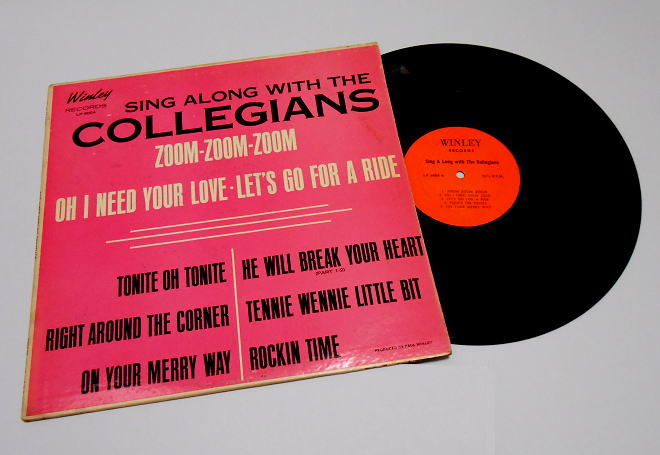 Winley
RECORDS
SING ALONG WITH THE
COLLEGIANS
ZOOM-ZOOM-ZOOM
OH I NEED YOUR LOVE · LET'S GO FOR A RIDE
TONITE OH TONITE
RIGHT AROUND THE CORNER
ON YOUR MERRY WAY
HE WILL BREAK YOUR HEART
(PART 1-2)
TENNIE WENNIE LITTLE BIT
ROCKIN TIME
PRODUCED BY PAUL WINLEY
WINLEY
RECORDS
Sing A Long with The Collegians